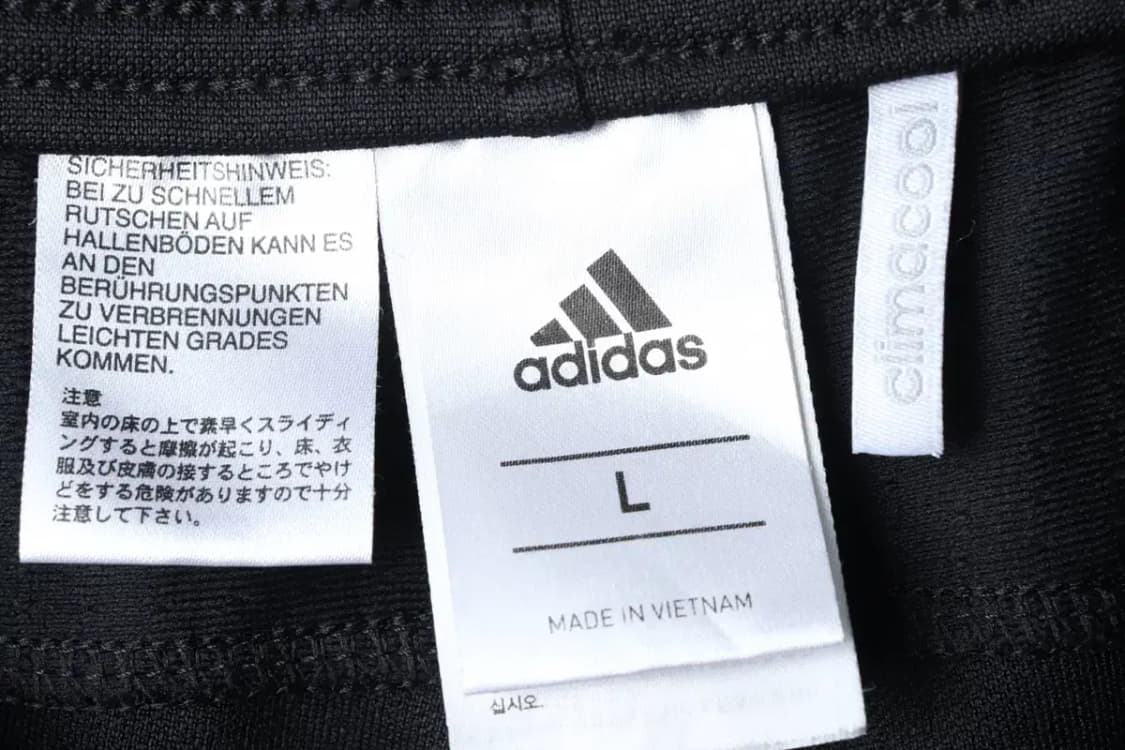 SICHERHEITSHINWEIS:
BEI ZU SCHNELLEM
RUTSCHEN AUF
HALLENBÖDEN KANN ES
AN DEN
BERÜHRUNGSPUNKTEN
ZU VERBRENNUNGEN
LEICHTEN GRADES
KOMMEN.
注意
室内の床の上で素早くスライディ
ングすると摩擦が起こり、床、衣
服及び皮膚の接するところでやけ
どをする危険がありますので十分
注意して下さい。
adidas
L
MADE IN VIETNAM
십시오.
climacool